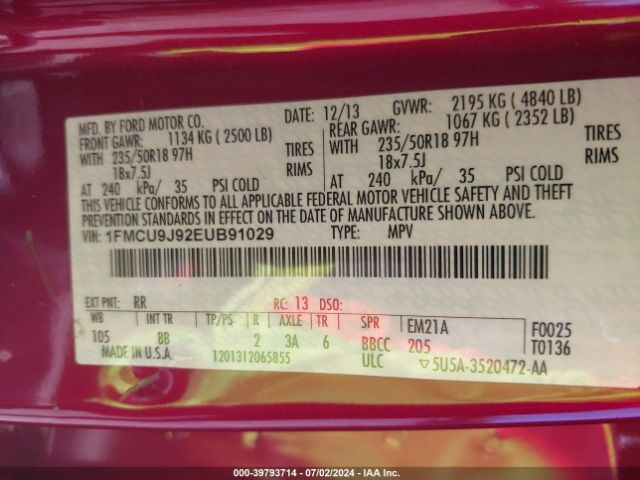 MFD. BY FORD MOTOR CO. DATE: 12/13 GVWR: 2195 KG ( 4840 LB)
FRONT GAWR: 1134 KG ( 2500 LB) REAR GAWR: 1067 KG ( 2352 LB)
WITH 235/50R18 97H TIRES WITH 235/50R18 97H TIRES
18x7.5J RIMS 18x7.5J RIMS
AT 240 kPa/ 35 PSI COLD AT 240 kPa/ 35 PSI COLD
THIS VEHICLE CONFORMS TO ALL APPLICABLE FEDERAL MOTOR VEHICLE SAFETY AND THEFT
PREVENTION STANDARDS IN EFFECT ON THE DATE OF MANUFACTURE SHOWN ABOVE.
VIN: 1FMCU9J92EUB91029 TYPE: MPV
EXT PNT: RR RC: 13 DSO:
WB INT TR TP/PS R AXLE TR SPR EM21A F0025
105 BB 2 3A 6 BBCC 205 T0136
MADE IN U.S.A. 1201312065855 ULC ▽5U5A-3520472-AA
000-39793714 - 07/02/2024 - IAA Inc.